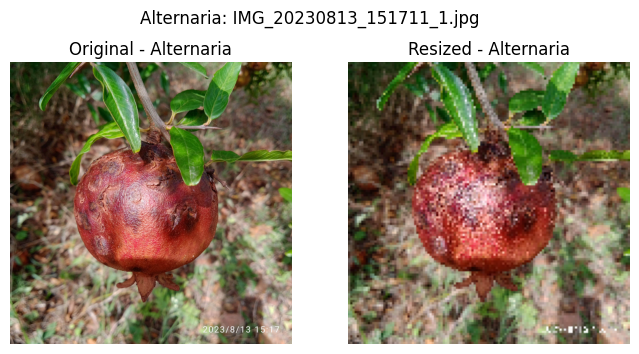 Alternaria: IMG_20230813_151711_1.jpg
Original - Alternaria
Resized - Alternaria
2023/8/13 15:17